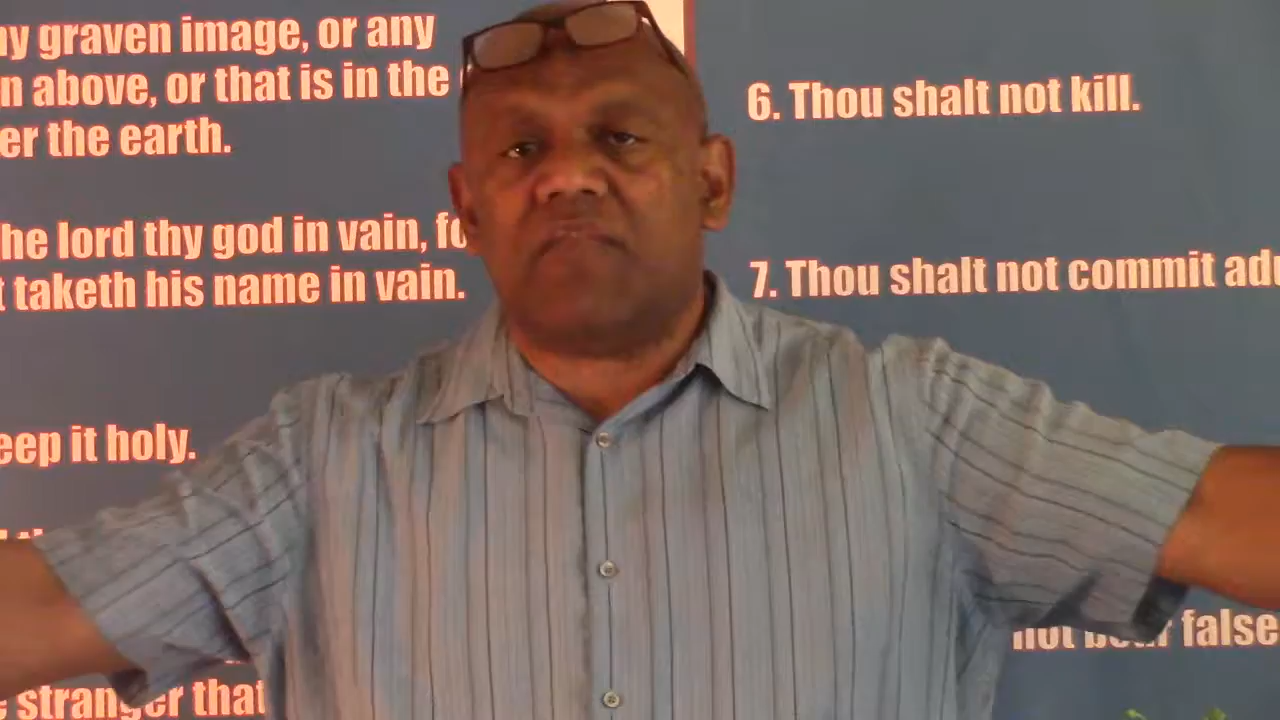 ny graven image, or any
n above, or that is in the
er the earth.
he lord thy god in vain, fo
t taketh his name in vain.
eep it holy.
stranger that
6. Thou shalt not kill.
7. Thou shalt not commit adu
not bear false